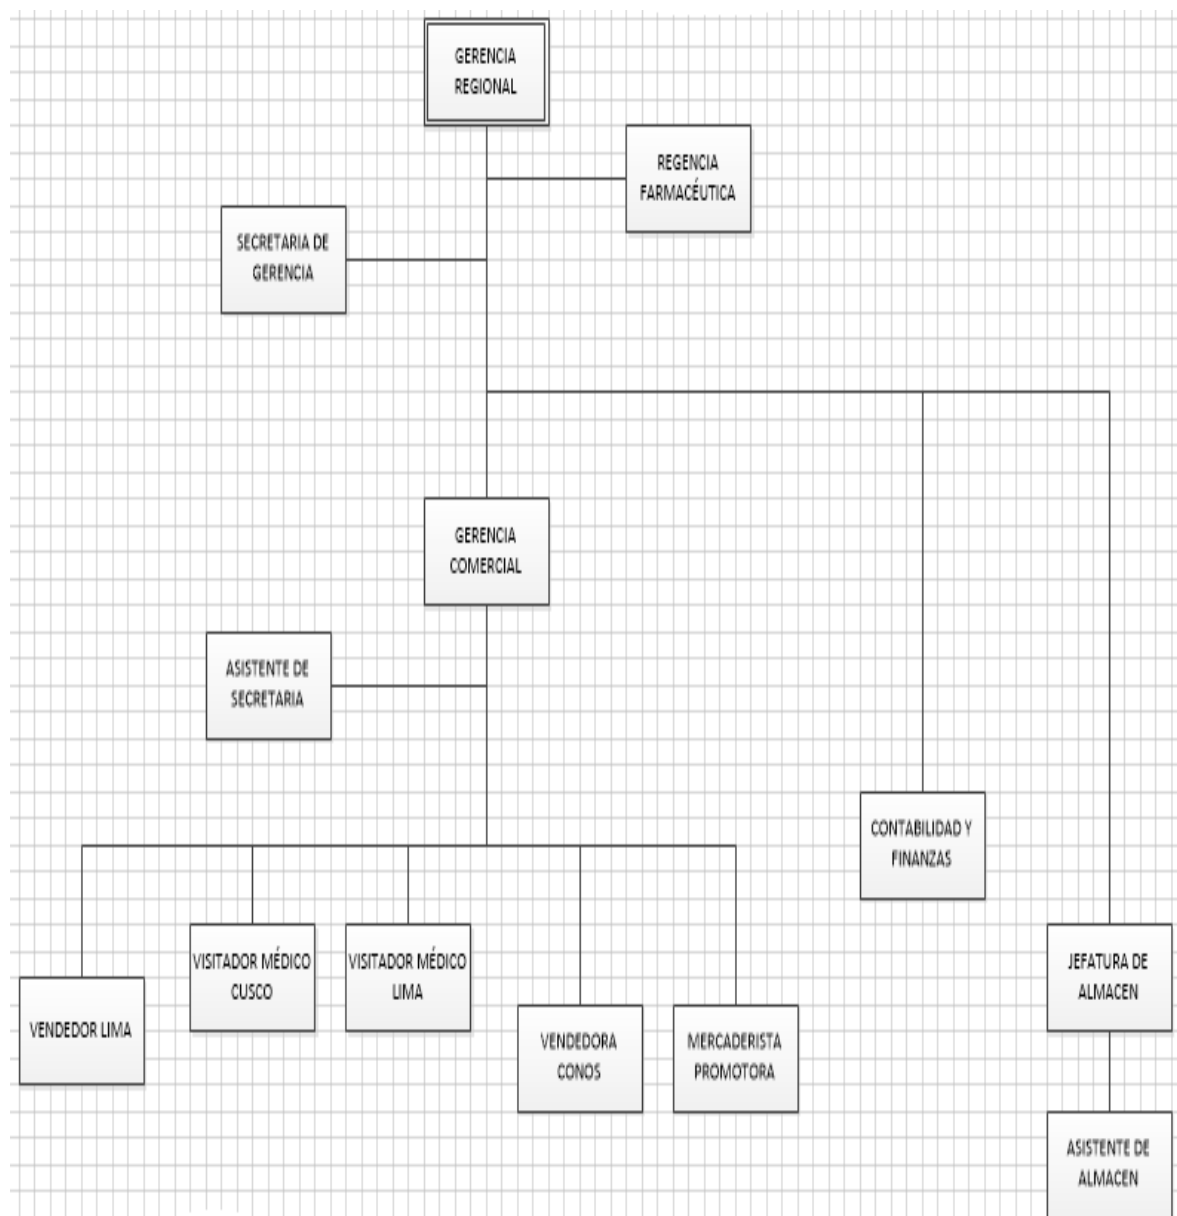 GERENCIA
REGIONAL
REGENCIA
FARMACÉUTICA
SECRETARIA DE
GERENCIA
GERENCIA
COMERCIAL
ASISTENTE DE
SECRETARIA
CONTABILIDAD Y
FINANZAS
VISITADOR MÉDICO
CUSCO
VISITADOR MÉDICO
LIMA
JEFATURA DE
ALMACEN
VENDEDOR LIMA
VENDEDORA
CONOS
MERCADERISTA
PROMOTORA
ASISTENTE DE
ALMACEN